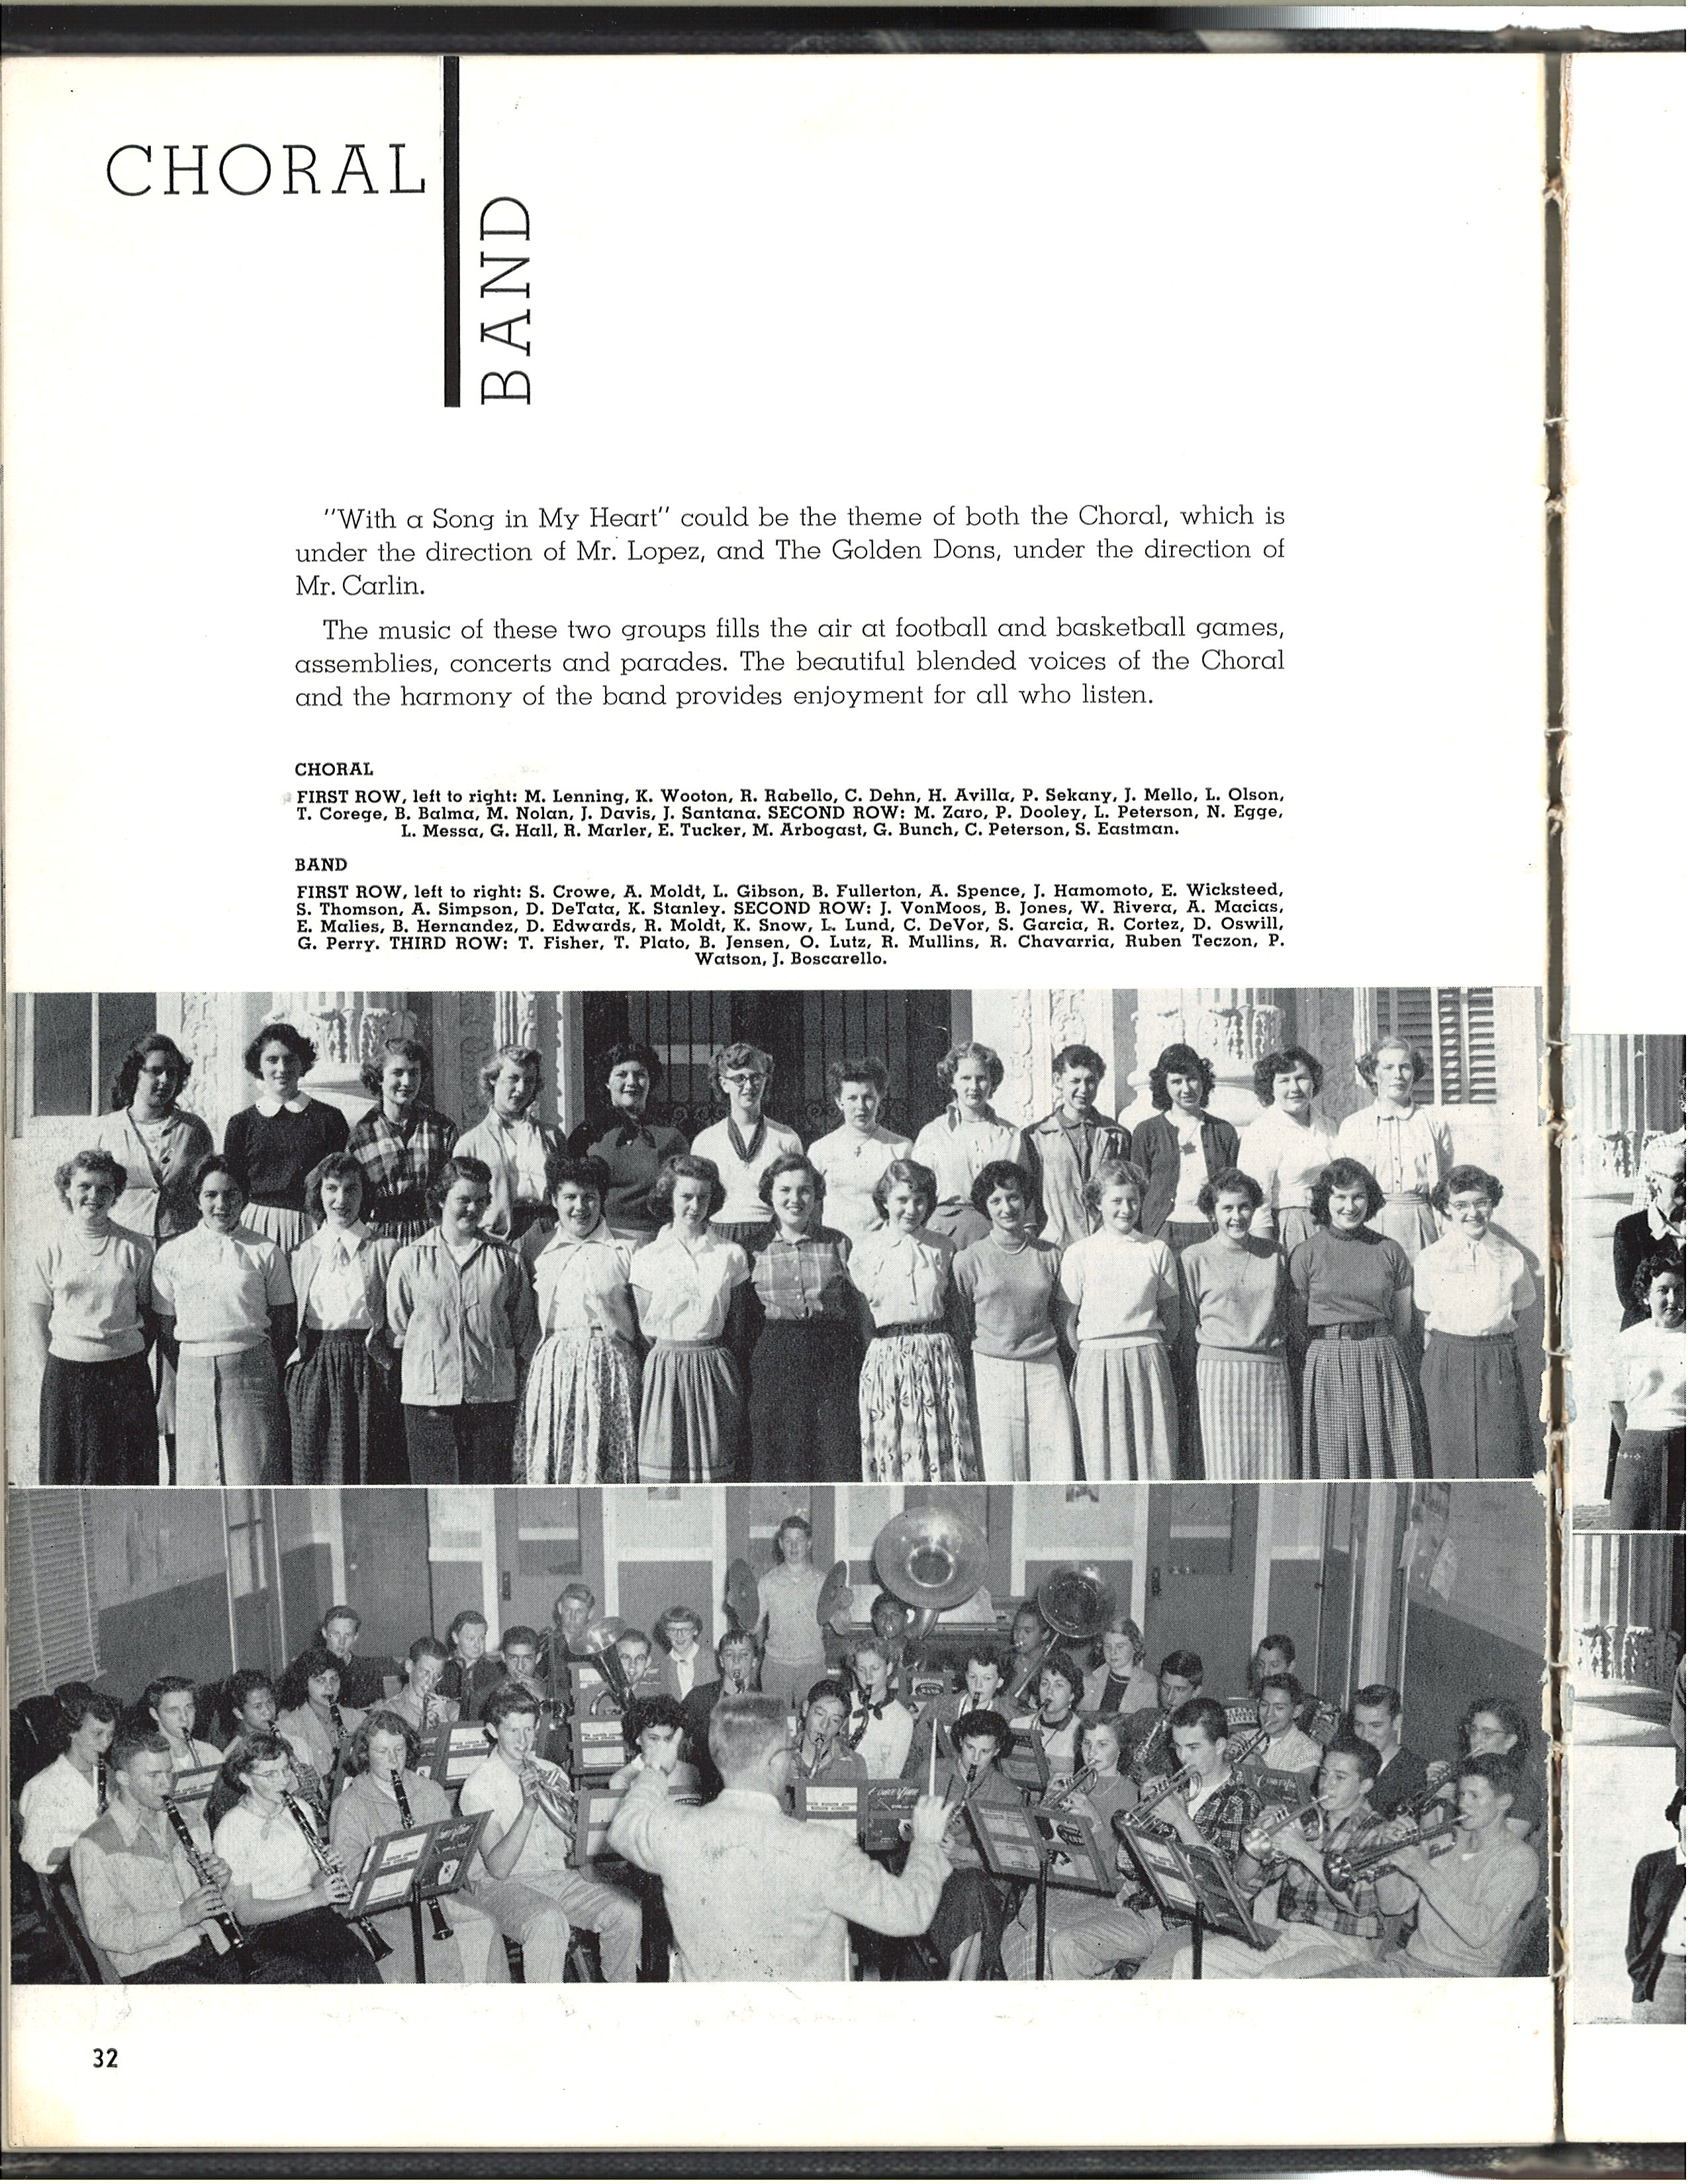 CHORAL
BAND
"With a Song in My Heart" could be the theme of both the Choral, which is
under the direction of Mr. Lopez, and The Golden Dons, under the direction of
Mr. Carlin.
The music of these two groups fills the air at football and basketball games,
assemblies, concerts and parades. The beautiful blended voices of the Choral
and the harmony of the band provides enjoyment for all who listen.
CHORAL
FIRST ROW, left to right: M. Lenning, K. Wooton, R. Rabello, C. Dehn, H. Avilla, P. Sekany, J. Mello, L. Olson,
T. Corege, B. Balma, M. Nolan, J. Davis, J. Santana. SECOND ROW: M. Zaro, P. Dooley, L. Peterson, N. Egge,
L. Messa, G. Hall, R. Marler, E. Tucker, M. Arbogast, G. Bunch, C. Peterson, S. Eastman.
BAND
FIRST ROW, left to right: S. Crowe, A. Moldt, L. Gibson, B. Fullerton, A. Spence, J. Hamomoto, E. Wicksteed,
S. Thomson, A. Simpson, D. DeTata, K. Stanley. SECOND ROW: J. VonMoos, B. Jones, W. Rivera, A. Macias,
E. Malies, B. Hernandez, D. Edwards, R. Moldt, K. Snow, L. Lund, C. DeVor, S. Garcia, R. Cortez, D. Oswill,
G. Perry. THIRD ROW: T. Fisher, T. Plato, B. Jensen, O. Lutz, R. Mullins, R. Chavarria, Ruben Teczon, P.
Watson, J. Boscarello.
32